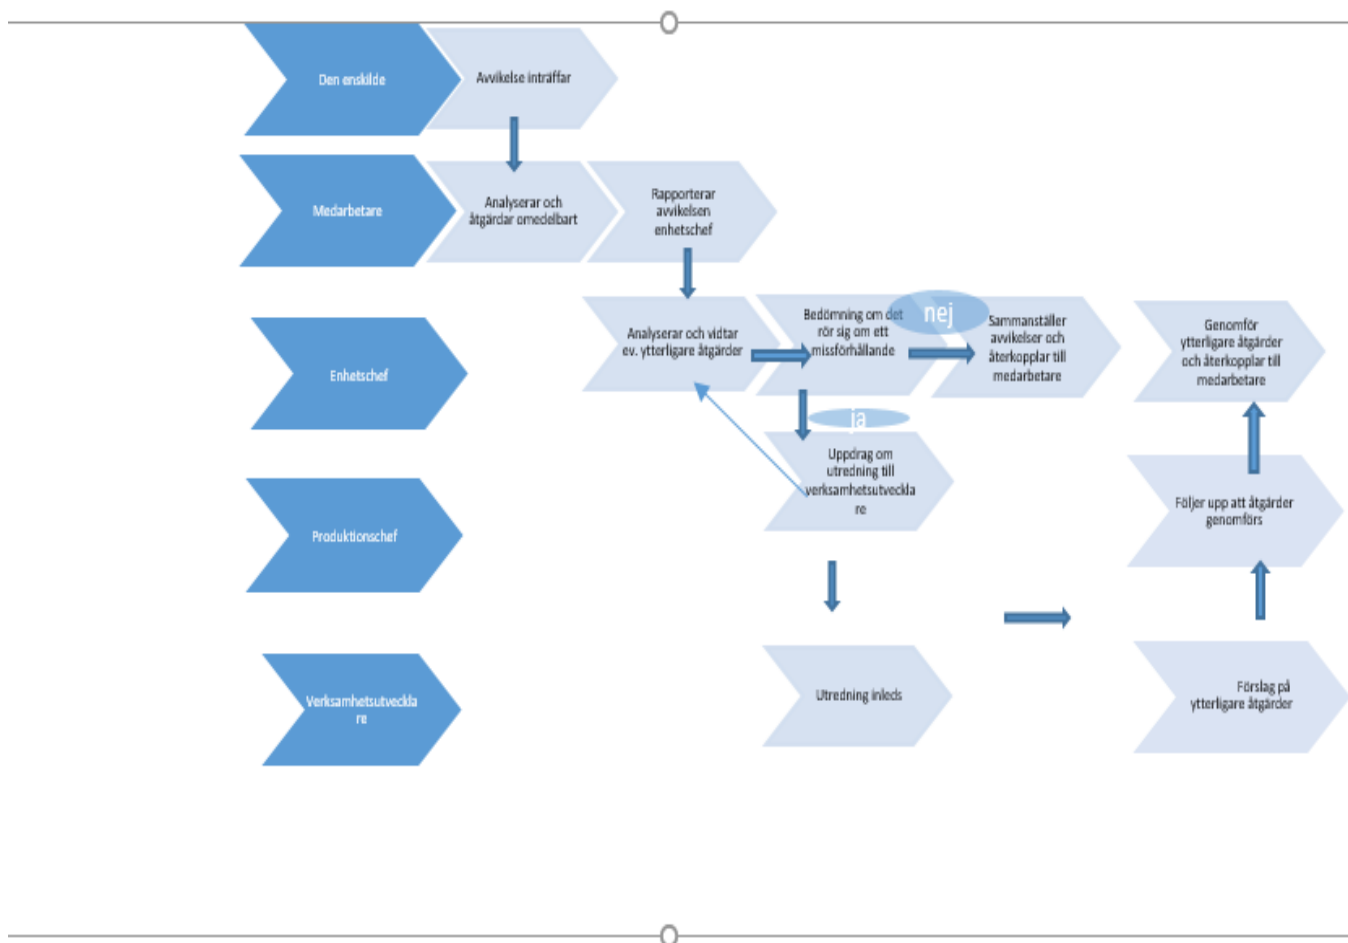 Den enskilde
Avvikelse inträffar
Medarbetare
Analyserar och
åtgärdar omedelbart
Rapporterar
avvikelsen
enhetschef
Enhetschef
Analyserar och vidtar
ev. ytterligare åtgärder
Bedömning om det
rör sig om ett
missförhållande
nej
Sammanställer
avvikelser och
återkopplar till
medarbetare
Genomför
ytterligare åtgärder
och återkopplar till
medarbetare
ja
Produktionschef
Uppdrag om
utredning till
verksamhetsutveckla
re
Följer upp att åtgärder
genomförs
Verksamhetsutveckla
re
Utredning inleds
Förslag på
ytterligare åtgärder